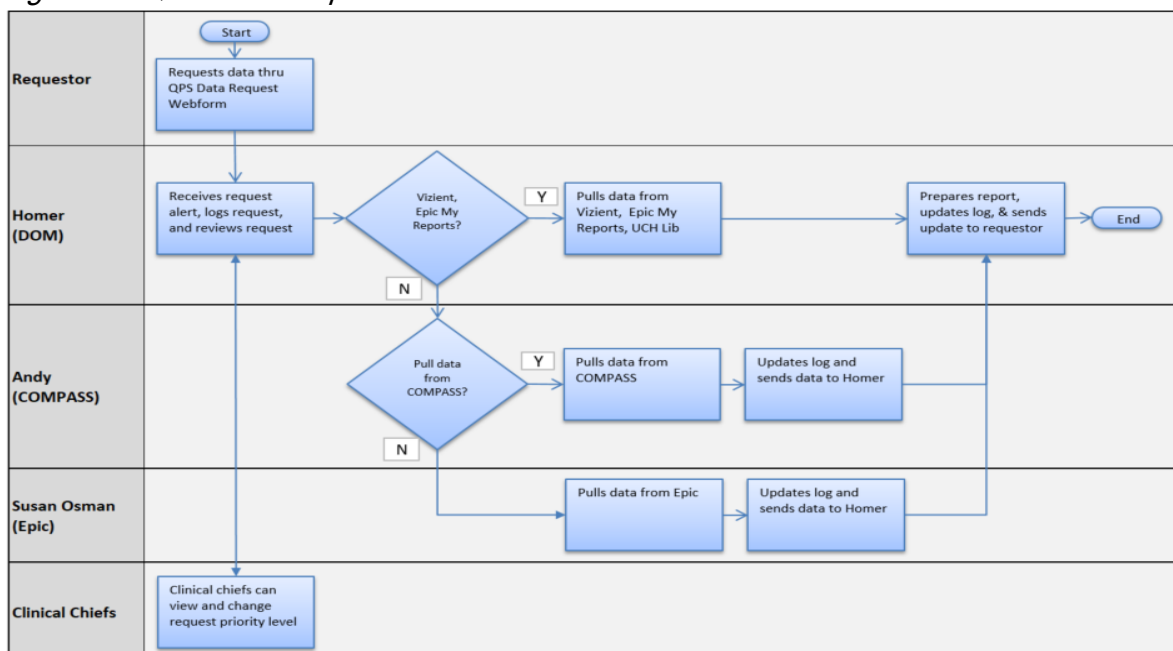 Start
Requestor
Requests data thru
QPS Data Request
Webform
Homer
(DOM)
Receives request
alert, logs request,
and reviews request
Vizient,
Epic My
Reports?
Y
Pulls data from
Vizient, Epic My
Reports, UCH Lib
Prepares report,
updates log, & sends
update to requestor
End
N
Andy
(COMPASS)
Pull data
from
COMPASS?
Y
Pulls data from
COMPASS
Updates log and
sends data to Homer
N
Susan Osman
(Epic)
Pulls data from Epic
Updates log and
sends data to Homer
Clinical Chiefs
Clinical chiefs can
view and change
request priority level